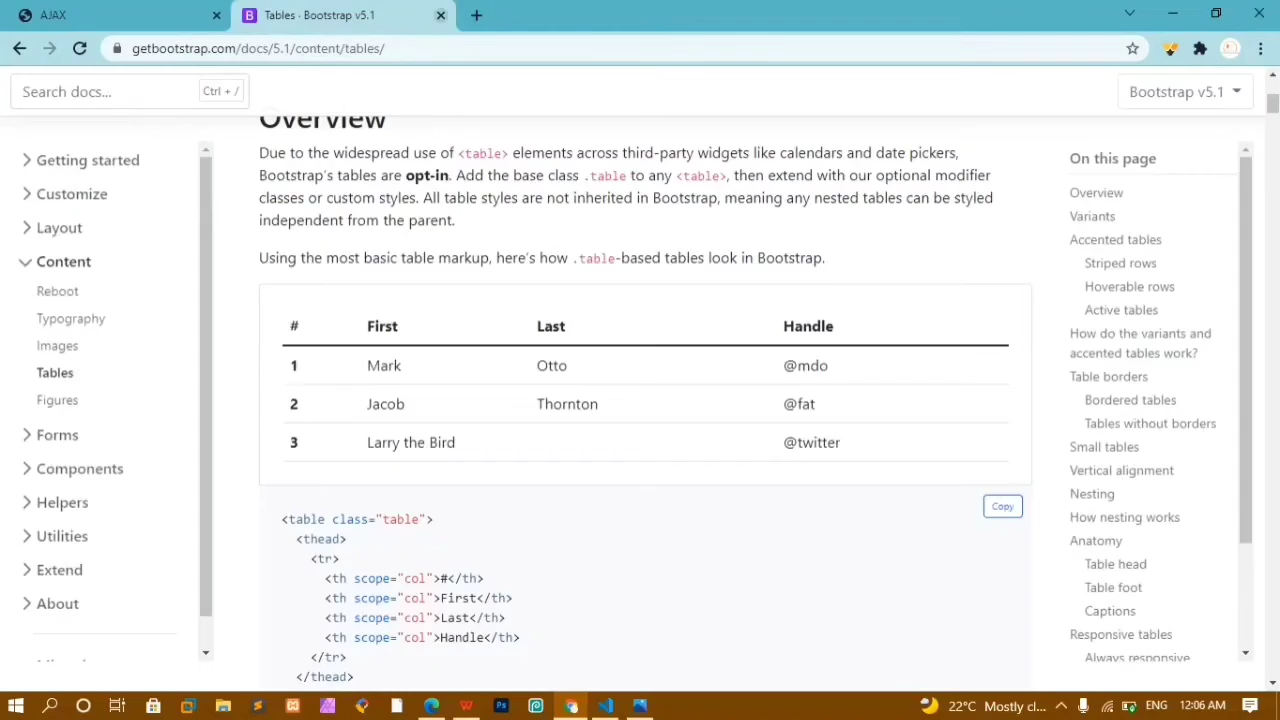 AJAX
Tables · Bootstrap v5.1
getbootstrap.com/docs/5.1/content/tables/
Search docs...
Ctrl + /
Bootstrap v5.1
Getting started
Customize
Layout
Content
Reboot
Typography
Images
Tables
Figures
Forms
Components
Helpers
Utilities
Extend
About
Overview
Due to the widespread use of <table> elements across third-party widgets like calendars and date pickers,
Bootstrap's tables are opt-in. Add the base class .table to any <table>, then extend with our optional modifier
classes or custom styles. All table styles are not inherited in Bootstrap, meaning any nested tables can be styled
independent from the parent.
Using the most basic table markup, here's how .table-based tables look in Bootstrap.
# First Last Handle
1 Mark Otto @mdo
2 Jacob Thornton @fat
3 Larry the Bird @twitter
Copy
<table class="table">
<thead>
<tr>
<th scope="col">#</th>
<th scope="col">First</th>
<th scope="col">Last</th>
<th scope="col">Handle</th>
</tr>
</thead>
On this page
Overview
Variants
Accented tables
Striped rows
Hoverable rows
Active tables
How do the variants and
accented tables work?
Table borders
Bordered tables
Tables without borders
Small tables
Vertical alignment
Nesting
How nesting works
Anatomy
Table head
Table foot
Captions
Responsive tables
Always responsive
22°C Mostly cl... ENG 12:06 AM